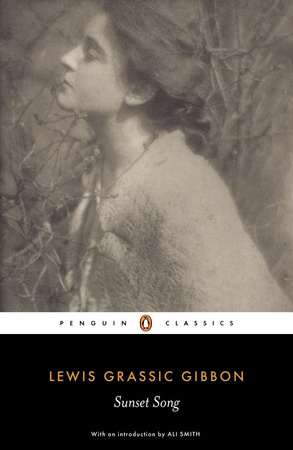 PENGUIN CLASSICS
LEWIS GRASSIC GIBBON
Sunset Song
With an introduction by ALI SMITH